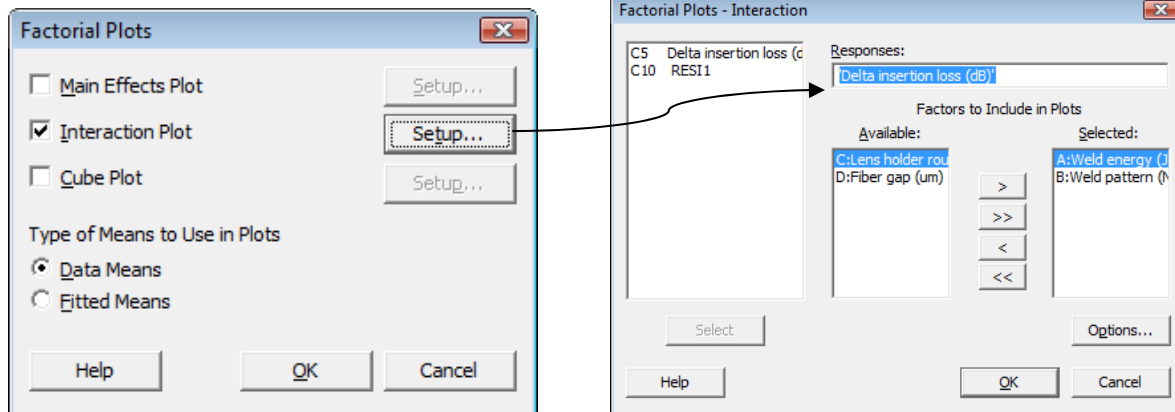 Factorial Plots
Main Effects Plot
Setup...
Interaction Plot
Setup...
Cube Plot
Setup...
Type of Means to Use in Plots
Data Means
Fitted Means
Help
OK
Cancel
Factorial Plots - Interaction
C5 Delta insertion loss (d
C10 RESI1
Responses:
'Delta insertion loss (dB)'
Factors to Include in Plots
Available:
Selected:
C:Lens holder rou
D:Fiber gap (um)
A:Weld energy (J
B:Weld pattern (N
>
>>
<
<<
Select
Options...
Help
OK
Cancel